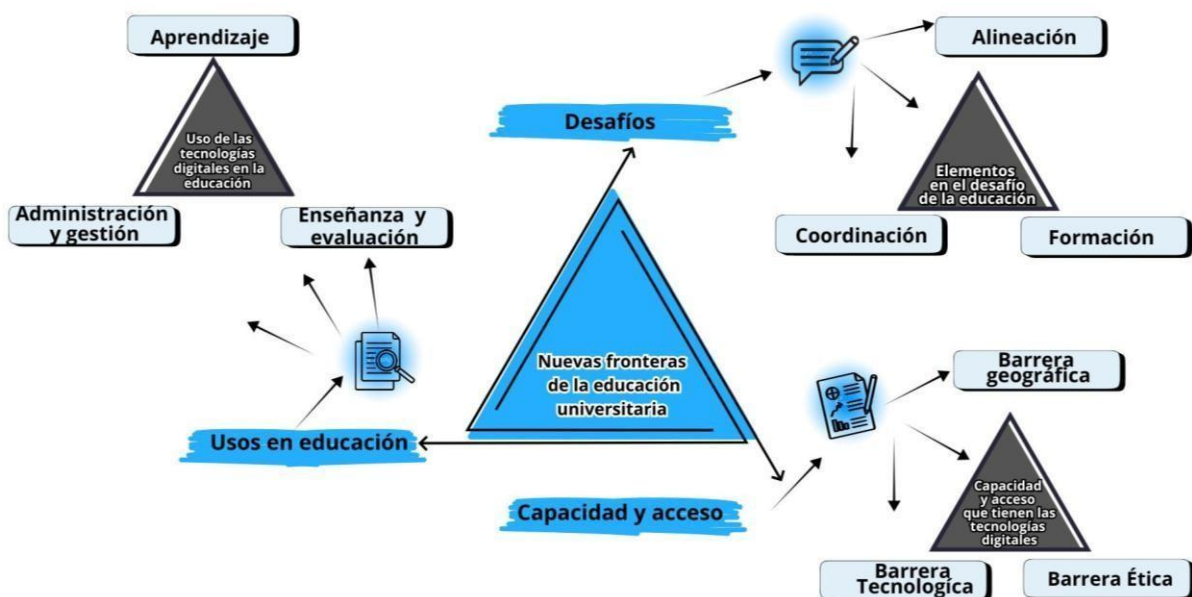 Aprendizaje
Uso de las
tecnologías
digitales en la
educación
Administración
y gestión
Enseñanza y
evaluación
Usos en educación
Desafíos
Alineación
Elementos
en el desafío
de la educación
Coordinación
Formación
Nuevas fronteras
de la educación
universitaria
Capacidad y acceso
Barrera
geográfica
Capacidad
y acceso
que tienen las
tecnologías
digitales
Barrera
Tecnologíca
Barrera Ética